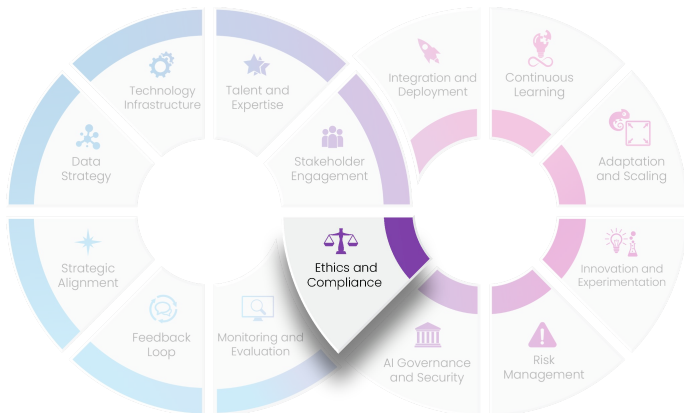 Technology
Infrastructure
Talent and
Expertise
Integration and
Deployment
Continuous
Learning
Data
Strategy
Stakeholder
Engagement
Adaptation
and Scaling
Strategic
Alignment
Ethics and
Compliance
Innovation and
Experimentation
Feedback
Loop
Monitoring and
Evaluation
AI Governance
and Security
Risk
Management